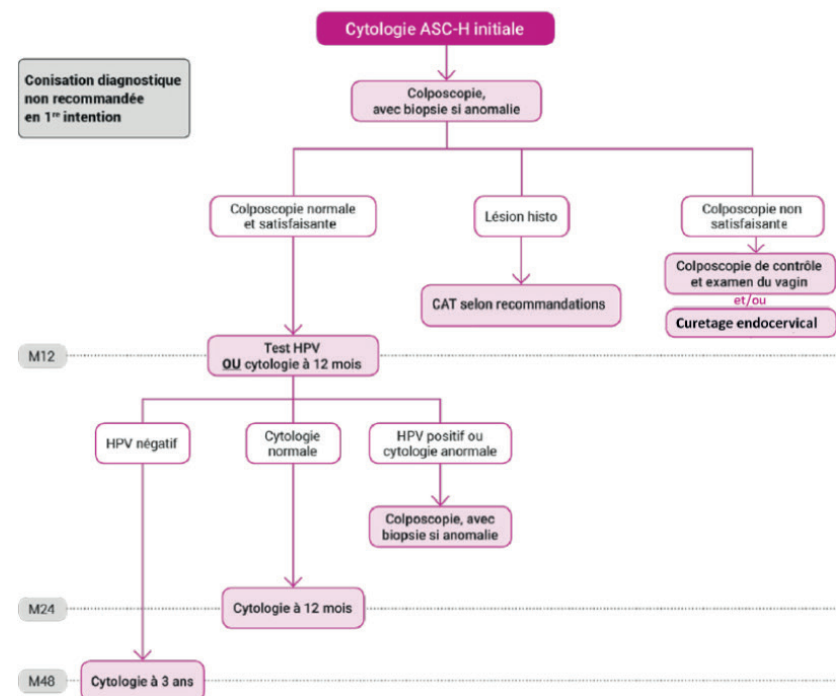 Cytologie ASC-H initiale
Conisation diagnostique
non recommandée
en 1re intention
Colposcopie,
avec biopsie si anomalie
Colposcopie normale
et satisfaisante
Lésion histo
Colposcopie non
satisfaisante
CAT selon recommandations
Colposcopie de contrôle
et examen du vagin
et/ou
Curetage endocervical
M12
Test HPV
OU cytologie à 12 mois
HPV négatif
Cytologie
normale
HPV positif ou
cytologie anormale
Colposcopie, avec
biopsie si anomalie
M24
Cytologie à 12 mois
M48
Cytologie à 3 ans